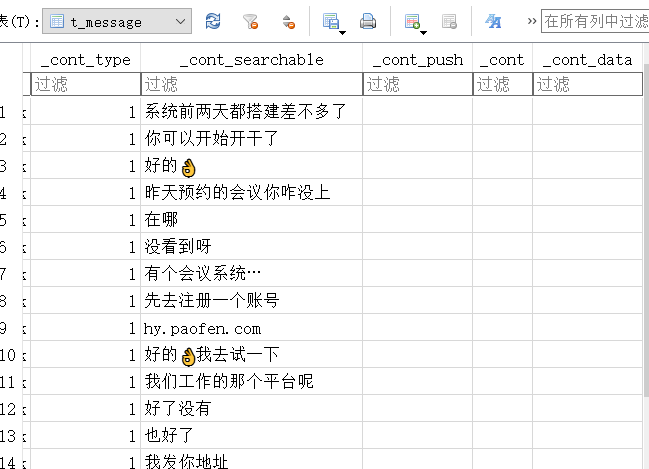 表(T): t_message 在所有列中过滤
_cont_type _cont_searchable _cont_push _cont _cont_data
过滤 过滤 过滤 过滤 过滤
1 1 系统前两天都搭建差不多了
2 1 你可以开始开干了
3 1 好的👌
4 1 昨天预约的会议你咋没上
5 1 在哪
6 1 没看到呀
7 1 有个会议系统…
8 1 先去注册一个账号
9 1 hy.paofen.com
10 1 好的👌我去试一下
11 1 我们工作的那个平台呢
12 1 好了没有
13 1 也好了
14 1 我发你地址